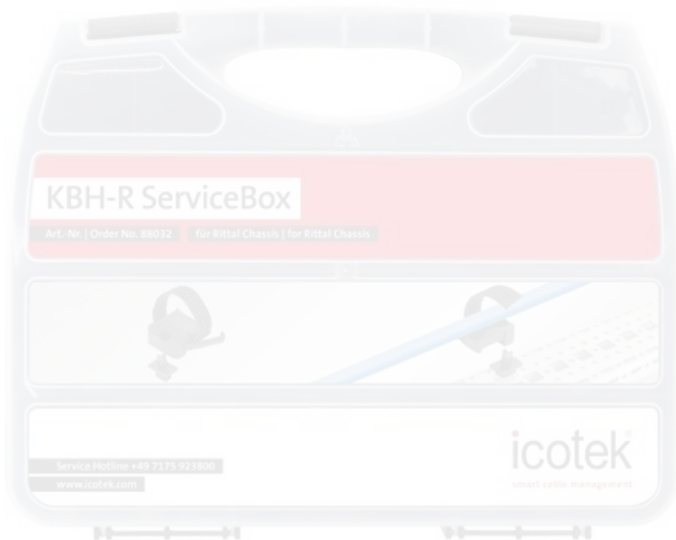 KBH-R ServiceBox
Art.-Nr. | Order No. 88032 für Rittal Chassis | for Rittal Chassis
Service Hotline +49 7175 923800
www.icotek.com
icotek
smart cable management